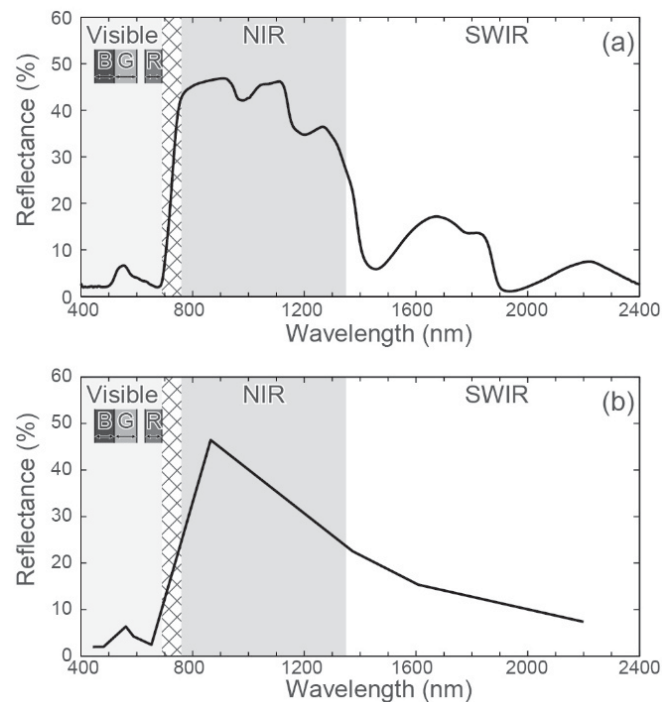 60
Visible NIR SWIR (a)
B G R
50
40
30
20
10
0
Reflectance (%)
400 800 1200 1600 2000 2400
Wavelength (nm)
60
Visible NIR SWIR (b)
B G R
50
40
30
20
10
0
Reflectance (%)
400 800 1200 1600 2000 2400
Wavelength (nm)